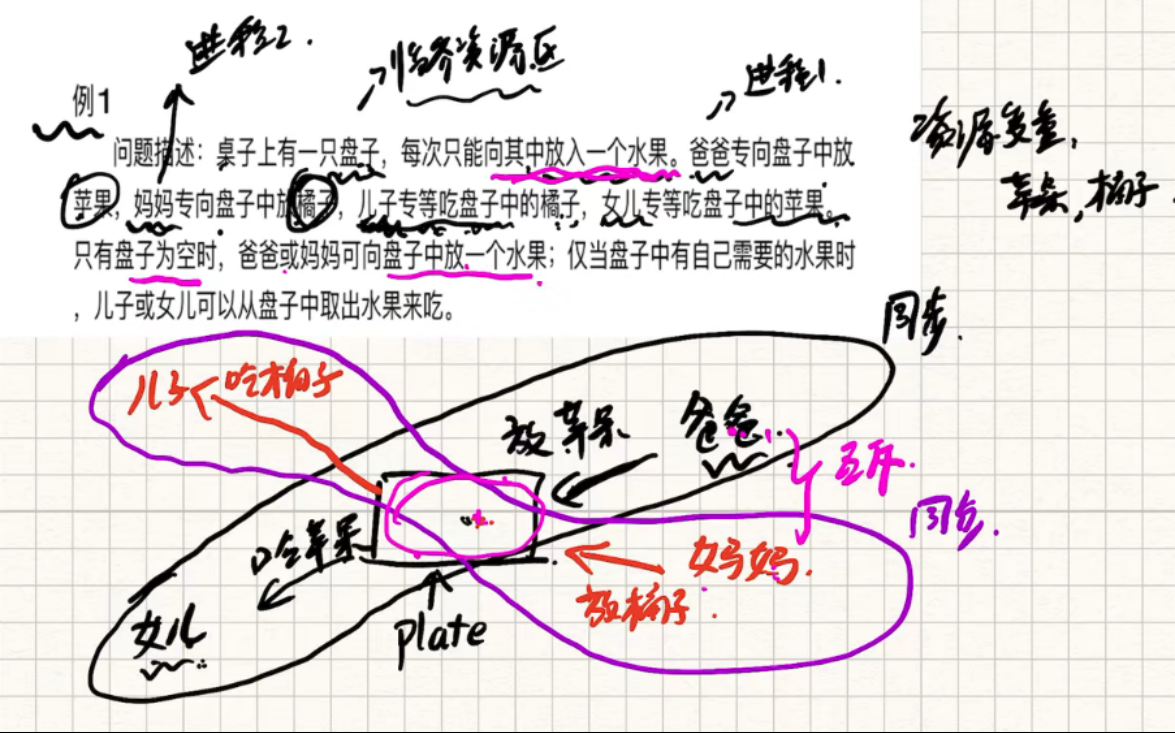 进程2.
临界资源区
进程1.
例1
问题描述：桌子上有一只盘子，每次只能向其中放入一个水果。爸爸专向盘子中放
苹果，妈妈专向盘子中放橘子，儿子专等吃盘子中的橘子，女儿专等吃盘子中的苹果。
只有盘子为空时，爸爸或妈妈可向盘子中放一个水果；仅当盘子中有自己需要的水果时
，儿子或女儿可以从盘子中取出水果来吃。
资源变量，
苹果，橘子.
同步.
儿子 吃橘子
放苹果 爸爸
互斥.
同步.
吃苹果
妈妈.
放橘子.
女儿
plate